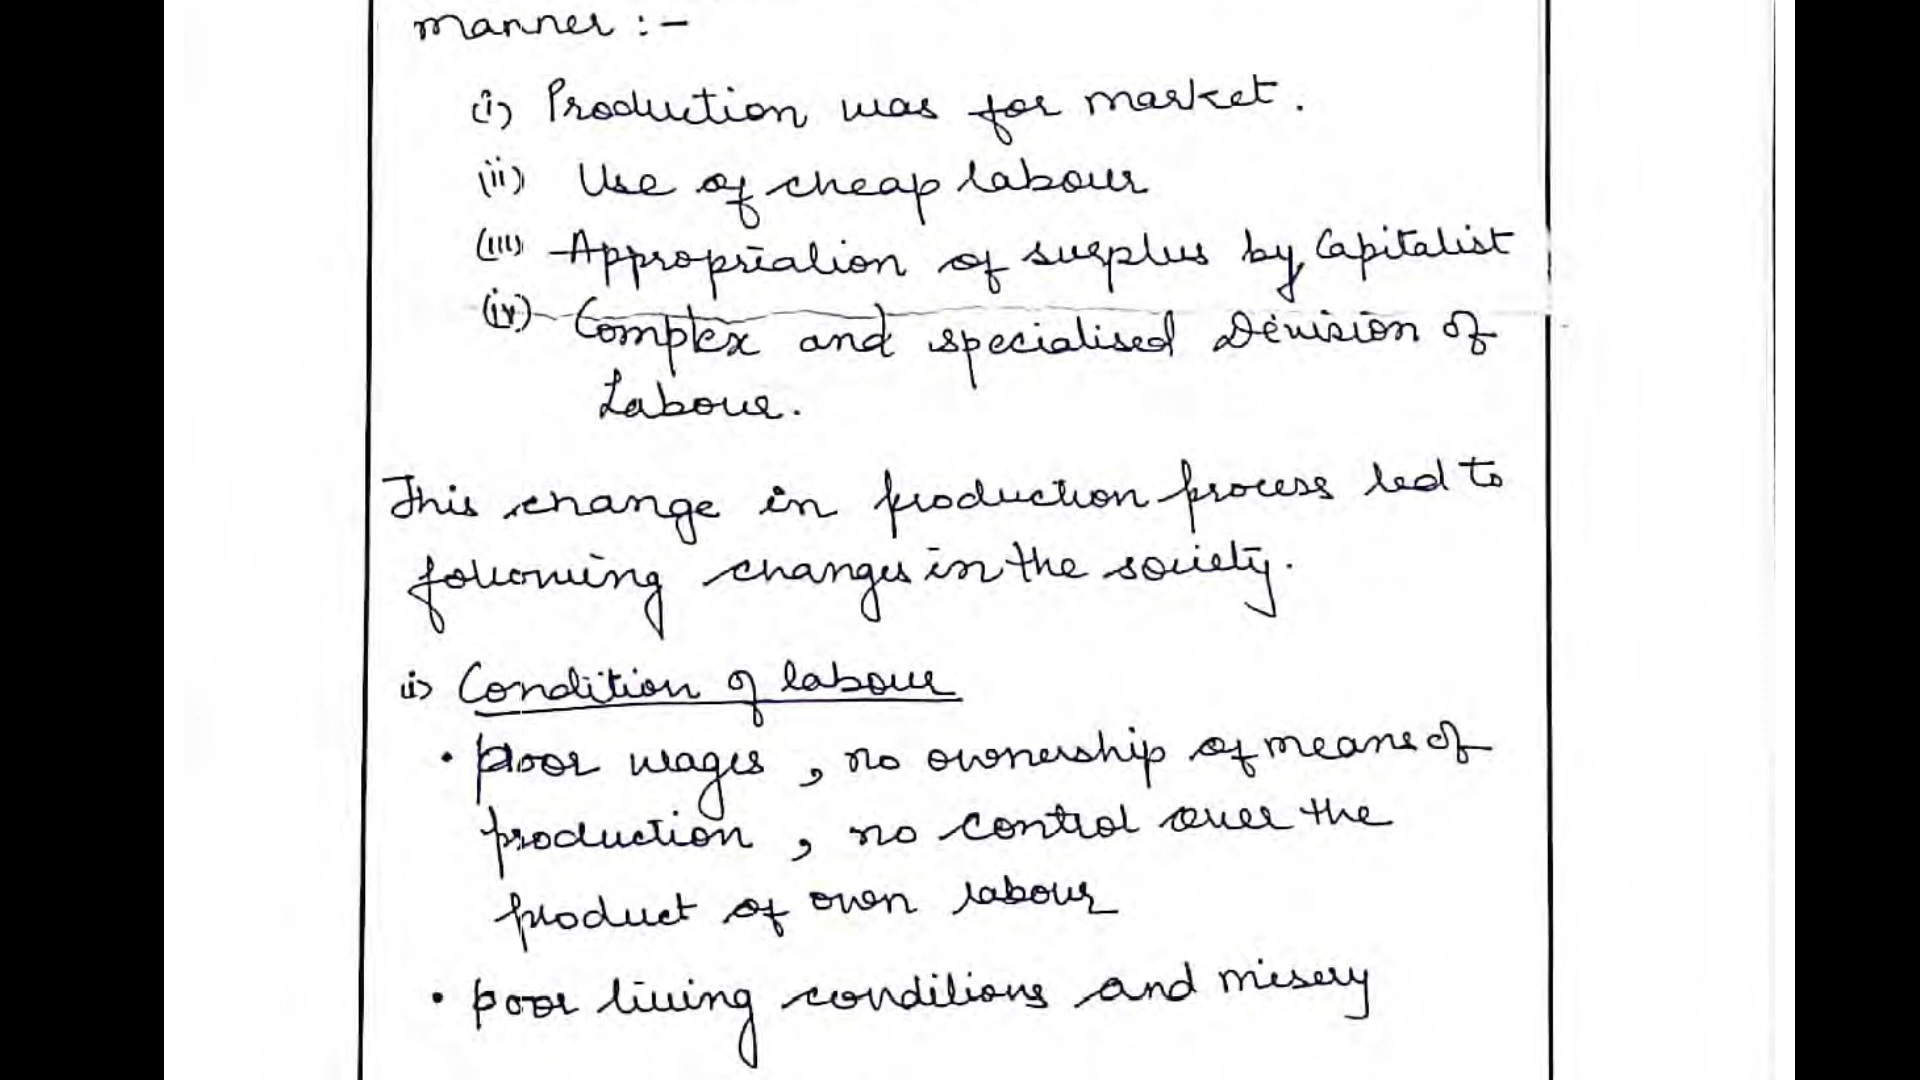 manner :-
(i) Production was for market.
(ii) Use of cheap labour
(iii) Appropriation of surplus by Capitalist
(iv) Complex and specialised Division of
Labour.
This change in production process led to
following changes in the society.
i) Condition of labour
• poor wages, no ownership of means of
production, no control over the
product of own labour
• poor living conditions and misery